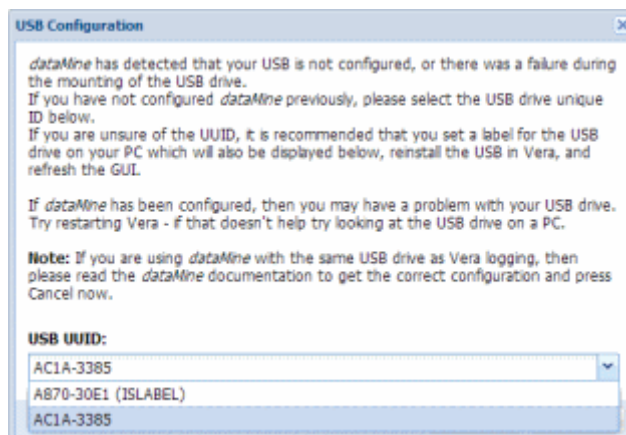 USB Configuration
dataMine has detected that your USB is not configured, or there was a failure during
the mounting of the USB drive.
If you have not configured dataMine previously, please select the USB drive unique
ID below.
If you are unsure of the UUID, it is recommended that you set a label for the USB
drive on your PC which will also be displayed below, reinstall the USB in Vera, and
refresh the GUI.
If dataMine has been configured, then you may have a problem with your USB drive.
Try restarting Vera - if that doesn't help try looking at the USB drive on a PC.
Note: If you are using dataMine with the same USB drive as Vera logging, then
please read the dataMine documentation to get the correct configuration and press
Cancel now.
USB UUID:
AC1A-3385
A870-30E1 (ISLABEL)
AC1A-3385